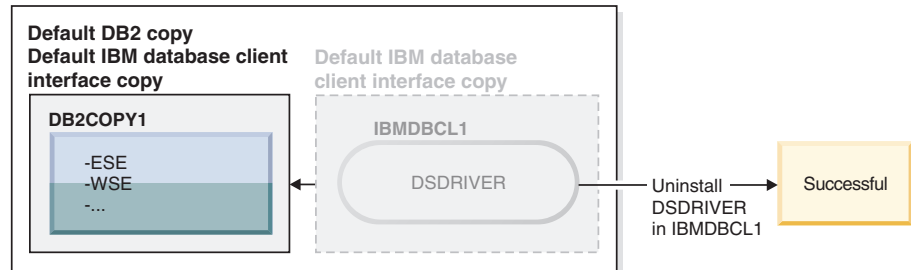 Default DB2 copy
Default IBM database client
interface copy
DB2COPY1
-ESE
-WSE
-...
Default IBM database
client interface copy
IBMDBCL1
DSDRIVER
Uninstall
DSDRIVER
in IBMDBCL1
Successful